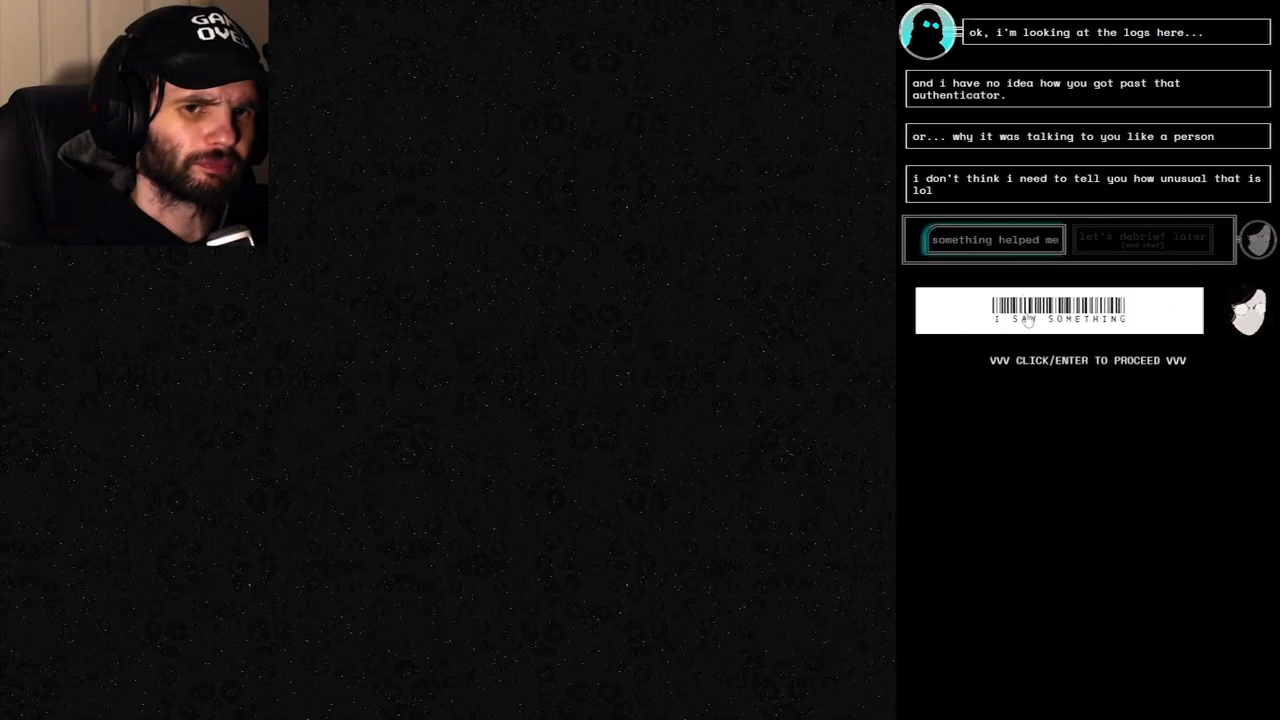 GAME
OVER
ok, i'm looking at the logs here...
and i have no idea how you got past that
authenticator.
or... why it was talking to you like a person
i don't think i need to tell you how unusual that is
lol
something helped me
let's debrief later
(end chat)
I SAW SOMETHING
VVV CLICK/ENTER TO PROCEED VVV